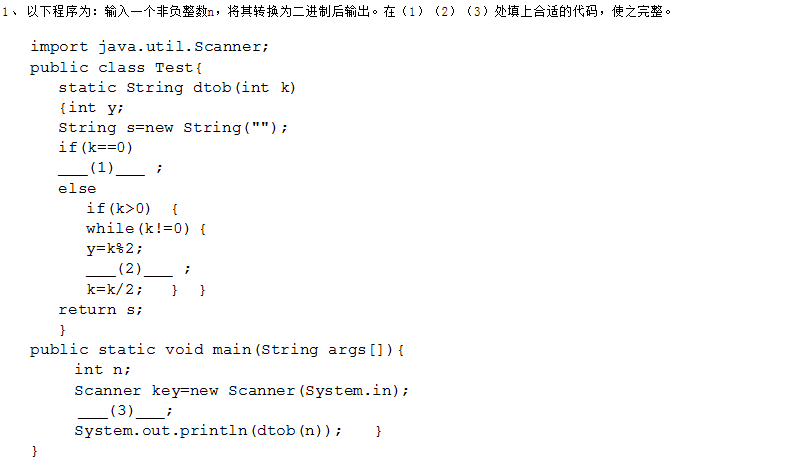 1、以下程序为：输入一个非负整数n，将其转换为二进制后输出。在（1）（2）（3）处填上合适的代码，使之完整。
import java.util.Scanner;
public class Test{
static String dtob(int k)
{int y;
String s=new String("");
if(k==0)
___(1)___ ;
else
if(k>0) {
while(k!=0) {
y=k%2;
___(2)___ ;
k=k/2; } }
return s;
}
public static void main(String args[]){
int n;
Scanner key=new Scanner(System.in);
___(3)___;
System.out.println(dtob(n)); }
}